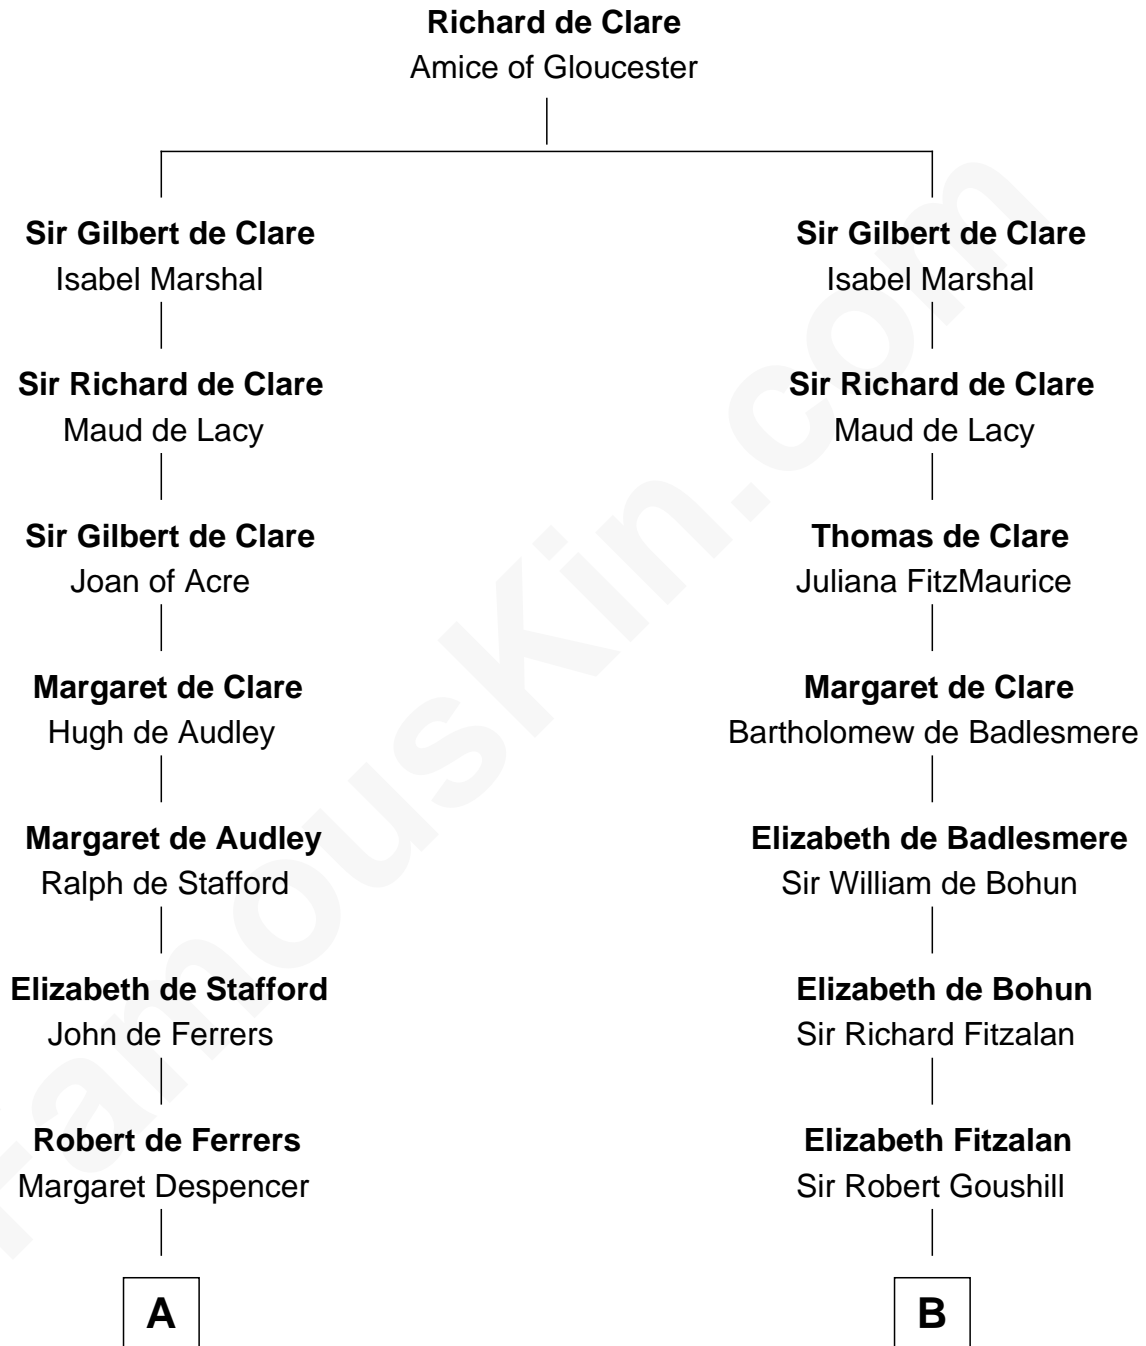 Richard de Clare
Amice of Gloucester
Sir Gilbert de Clare
Isabel Marshal
Sir Richard de Clare
Maud de Lacy
Sir Gilbert de Clare
Joan of Acre
Margaret de Clare
Hugh de Audley
Margaret de Audley
Ralph de Stafford
Elizabeth de Stafford
John de Ferrers
Robert de Ferrers
Margaret Despencer
A
Sir Gilbert de Clare
Isabel Marshal
Sir Richard de Clare
Maud de Lacy
Thomas de Clare
Juliana FitzMaurice
Margaret de Clare
Bartholomew de Badlesmere
Elizabeth de Badlesmere
Sir William de Bohun
Elizabeth de Bohun
Sir Richard Fitzalan
Elizabeth Fitzalan
Sir Robert Goushill
B
FamousKin.com